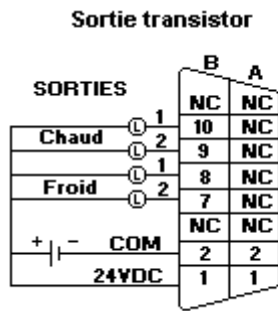 Sortie transistor
B A
SORTIES
NC NC
L 1 10 NC
Chaud
L 2 9 NC
L 1 8 NC
Froid
L 2 7 NC
NC NC
+ − COM 2 2
24VDC 1 1